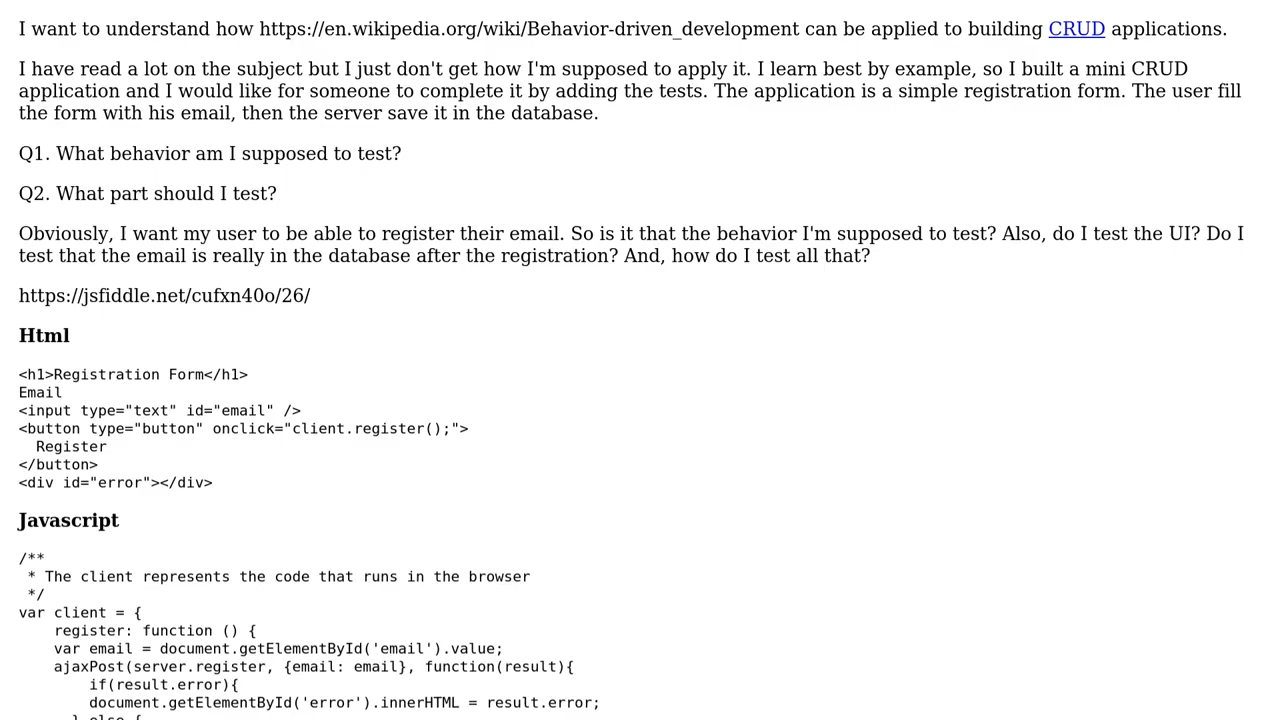 I want to understand how https://en.wikipedia.org/wiki/Behavior-driven_development can be applied to building CRUD applications.
I have read a lot on the subject but I just don't get how I'm supposed to apply it. I learn best by example, so I built a mini CRUD
application and I would like for someone to complete it by adding the tests. The application is a simple registration form. The user fill
the form with his email, then the server save it in the database.
Q1. What behavior am I supposed to test?
Q2. What part should I test?
Obviously, I want my user to be able to register their email. So is it that the behavior I'm supposed to test? Also, do I test the UI? Do I
test that the email is really in the database after the registration? And, how do I test all that?
https://jsfiddle.net/cufxn40o/26/
Html
<h1>Registration Form</h1>
Email
<input type="text" id="email" />
<button type="button" onclick="client.register();">
  Register
</button>
<div id="error"></div>
Javascript
/**
 * The client represents the code that runs in the browser
 */
var client = {
    register: function () {
    var email = document.getElementById('email').value;
    ajaxPost(server.register, {email: email}, function(result){
        if(result.error){
        document.getElementById('error').innerHTML = result.error;
      } else {